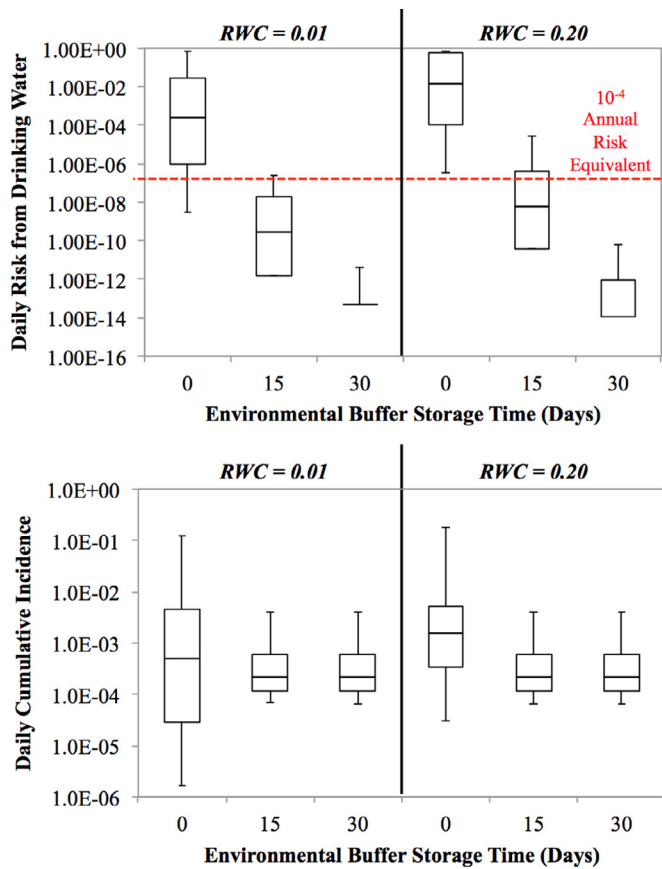 RWC = 0.01
RWC = 0.20
Daily Risk from Drinking Water
1.00E+00
1.00E-02
1.00E-04
1.00E-06
1.00E-08
1.00E-10
1.00E-12
1.00E-14
1.00E-16
10-4
Annual
Risk
Equivalent
0 15 30 0 15 30
Environmental Buffer Storage Time (Days)
RWC = 0.01
RWC = 0.20
Daily Cumulative Incidence
1.0E+00
1.0E-01
1.0E-02
1.0E-03
1.0E-04
1.0E-05
1.0E-06
0 15 30 0 15 30
Environmental Buffer Storage Time (Days)